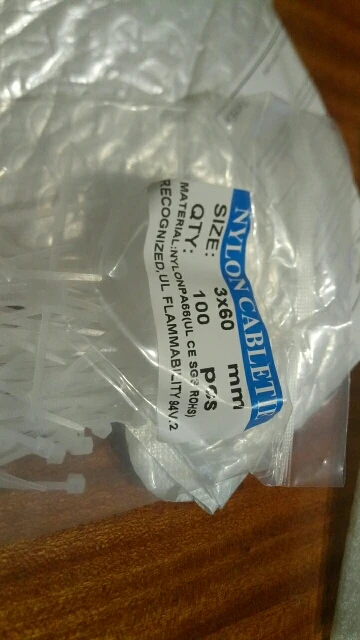 NYLON CABLE TI
SIZE: 3x60 mm
QTY: 100 pcs
MATERIAL:NYLONPA66(UL CE SGS ROHS)
RECOGNIZED,UL FLAMMABILITY 94V.2